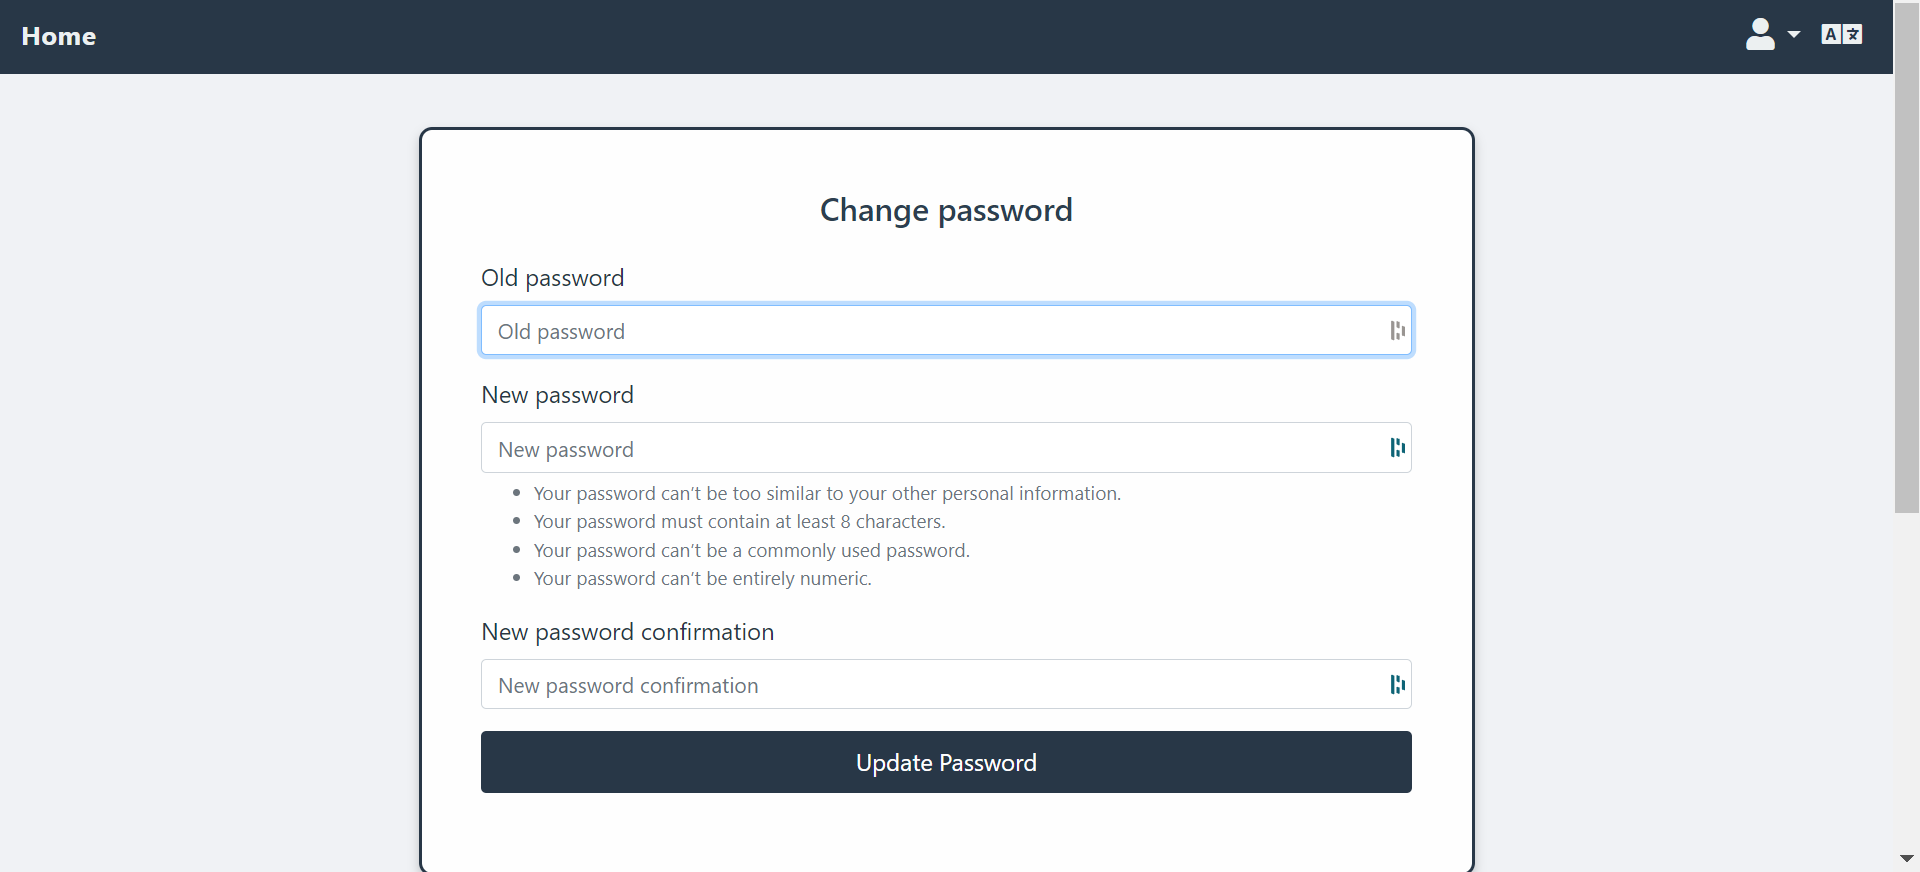 Home
A 文
Change password
Old password
Old password
New password
New password
Your password can't be too similar to your other personal information.
Your password must contain at least 8 characters.
Your password can't be a commonly used password.
Your password can't be entirely numeric.
New password confirmation
New password confirmation
Update Password